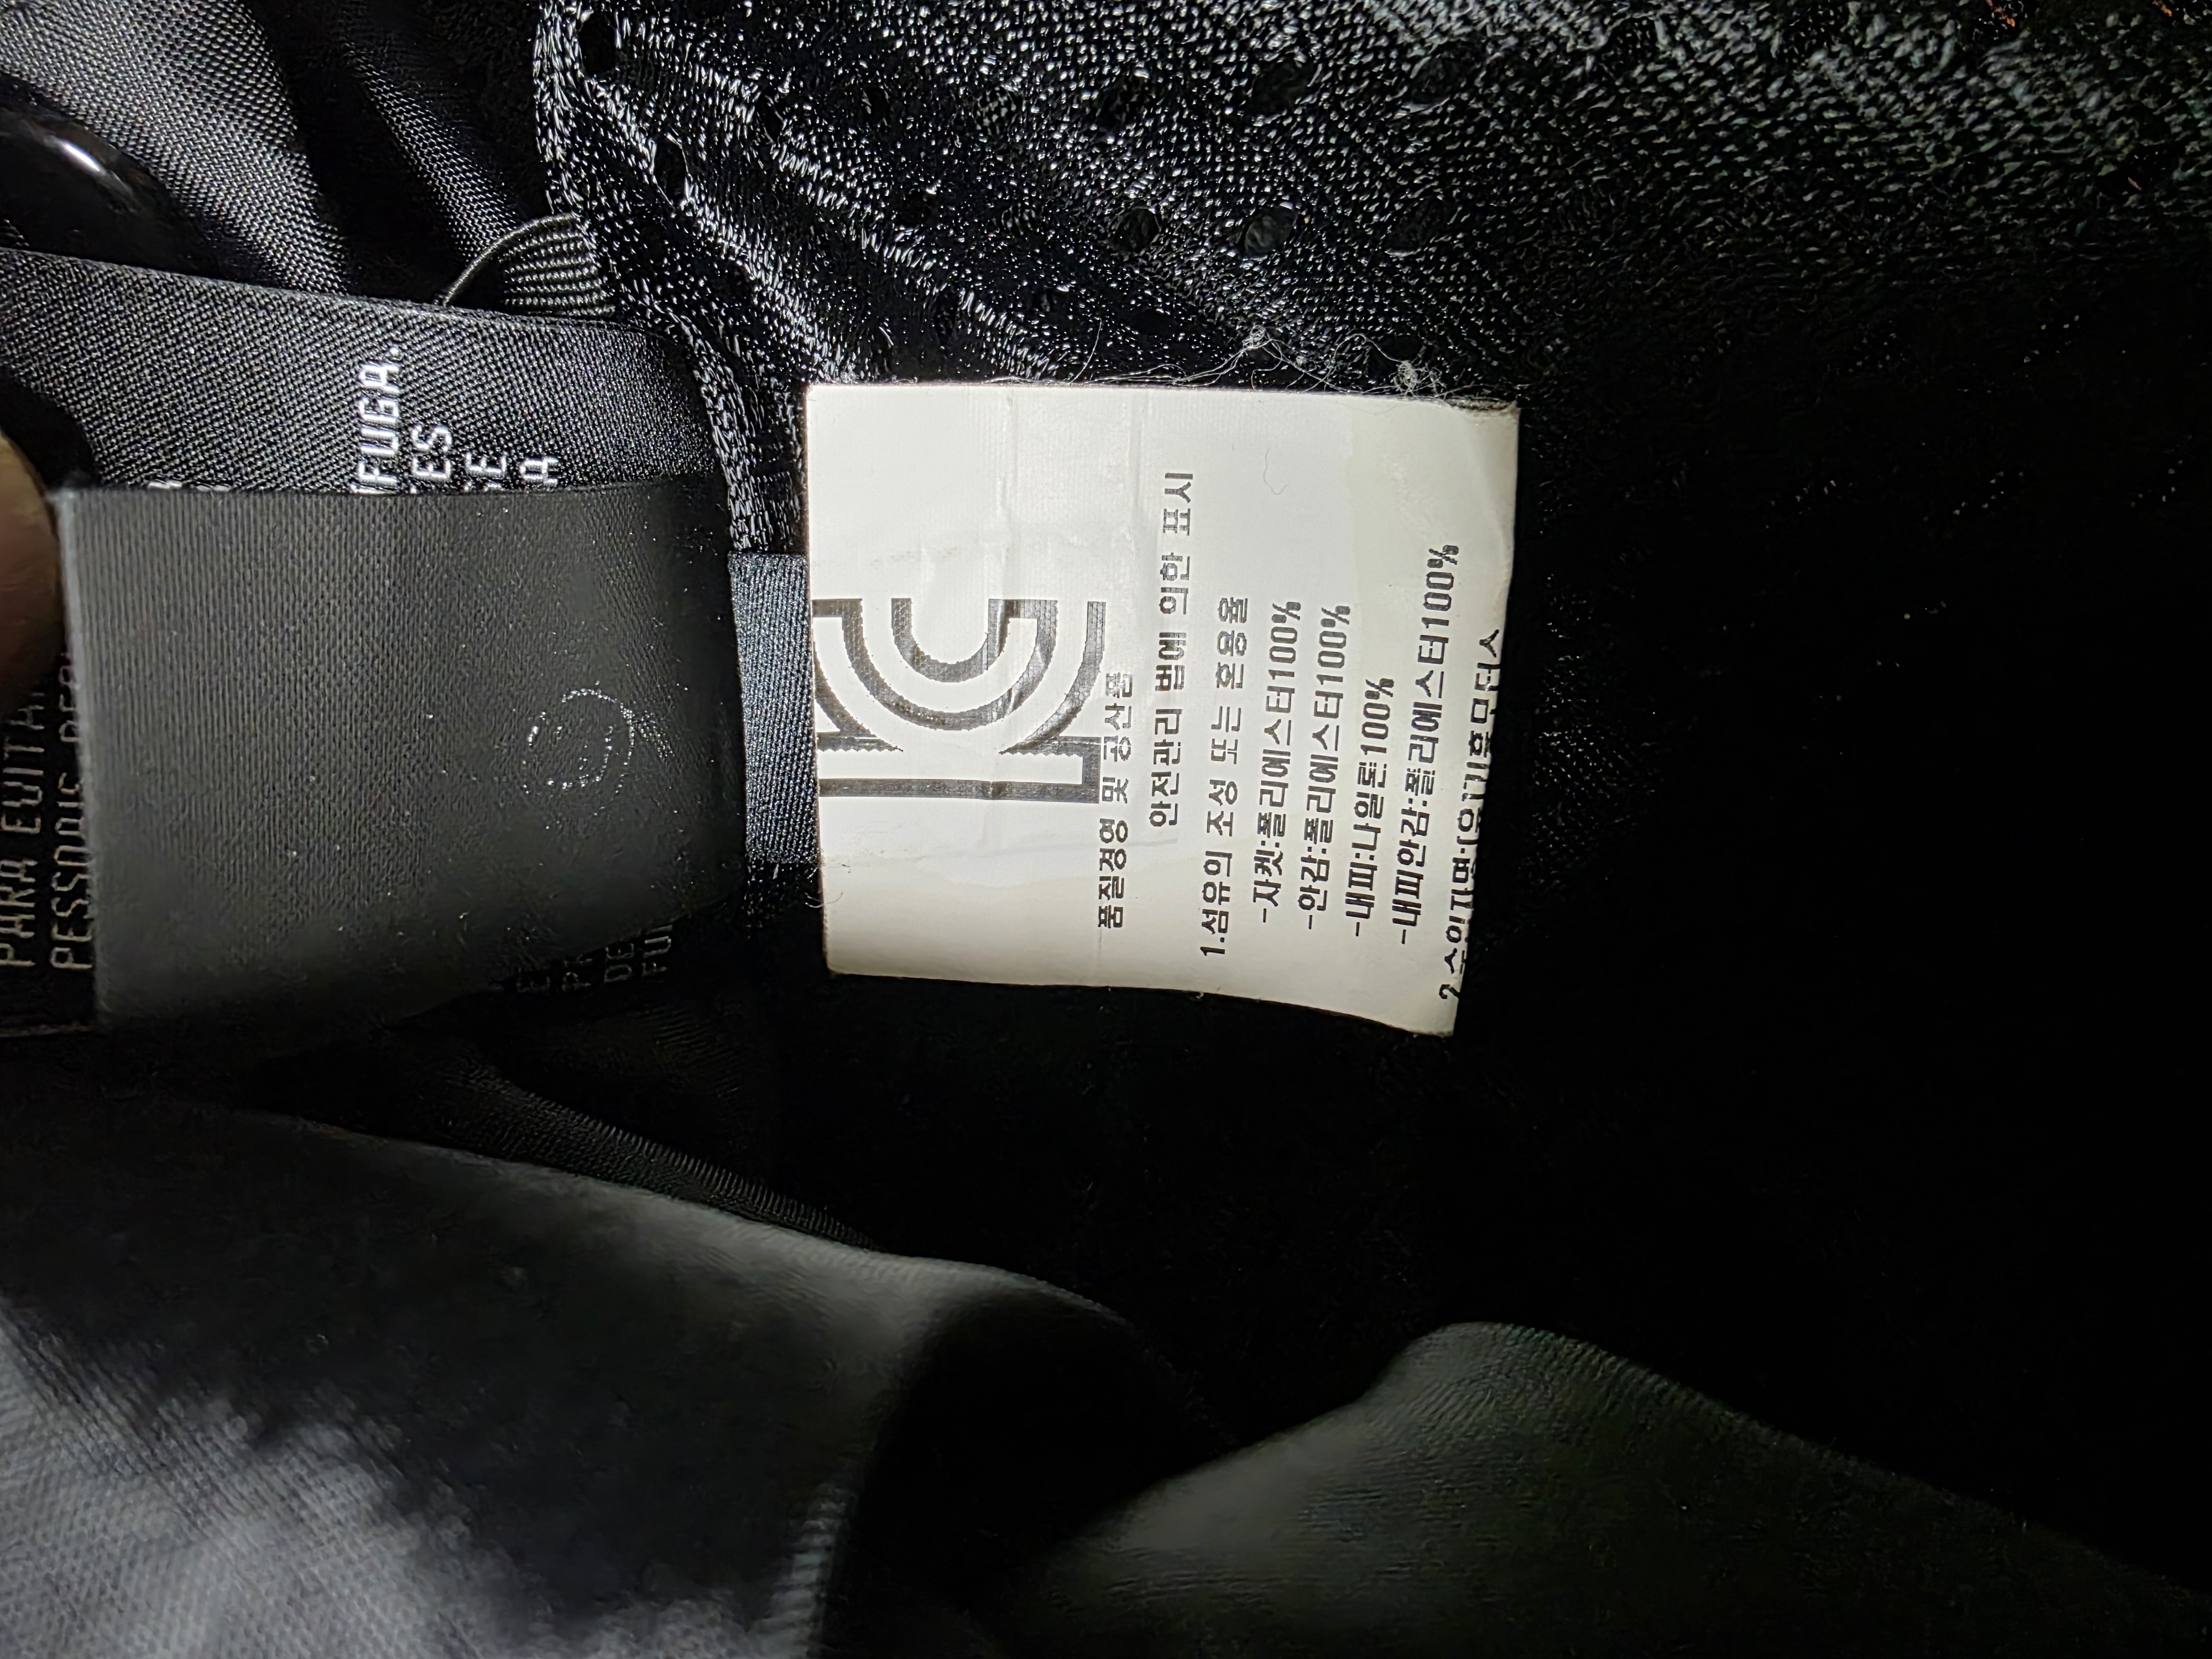 KC
품질경영 및 공산품
안전관리 법에 의한 표시
1.섬유의 조성 또는 혼용율
-자켓:폴리에스터100%
-안감:폴리에스터100%
-내피:나일론100%
-내피안감:폴리에스터100%
PARA EVITAR
PESSOAIS